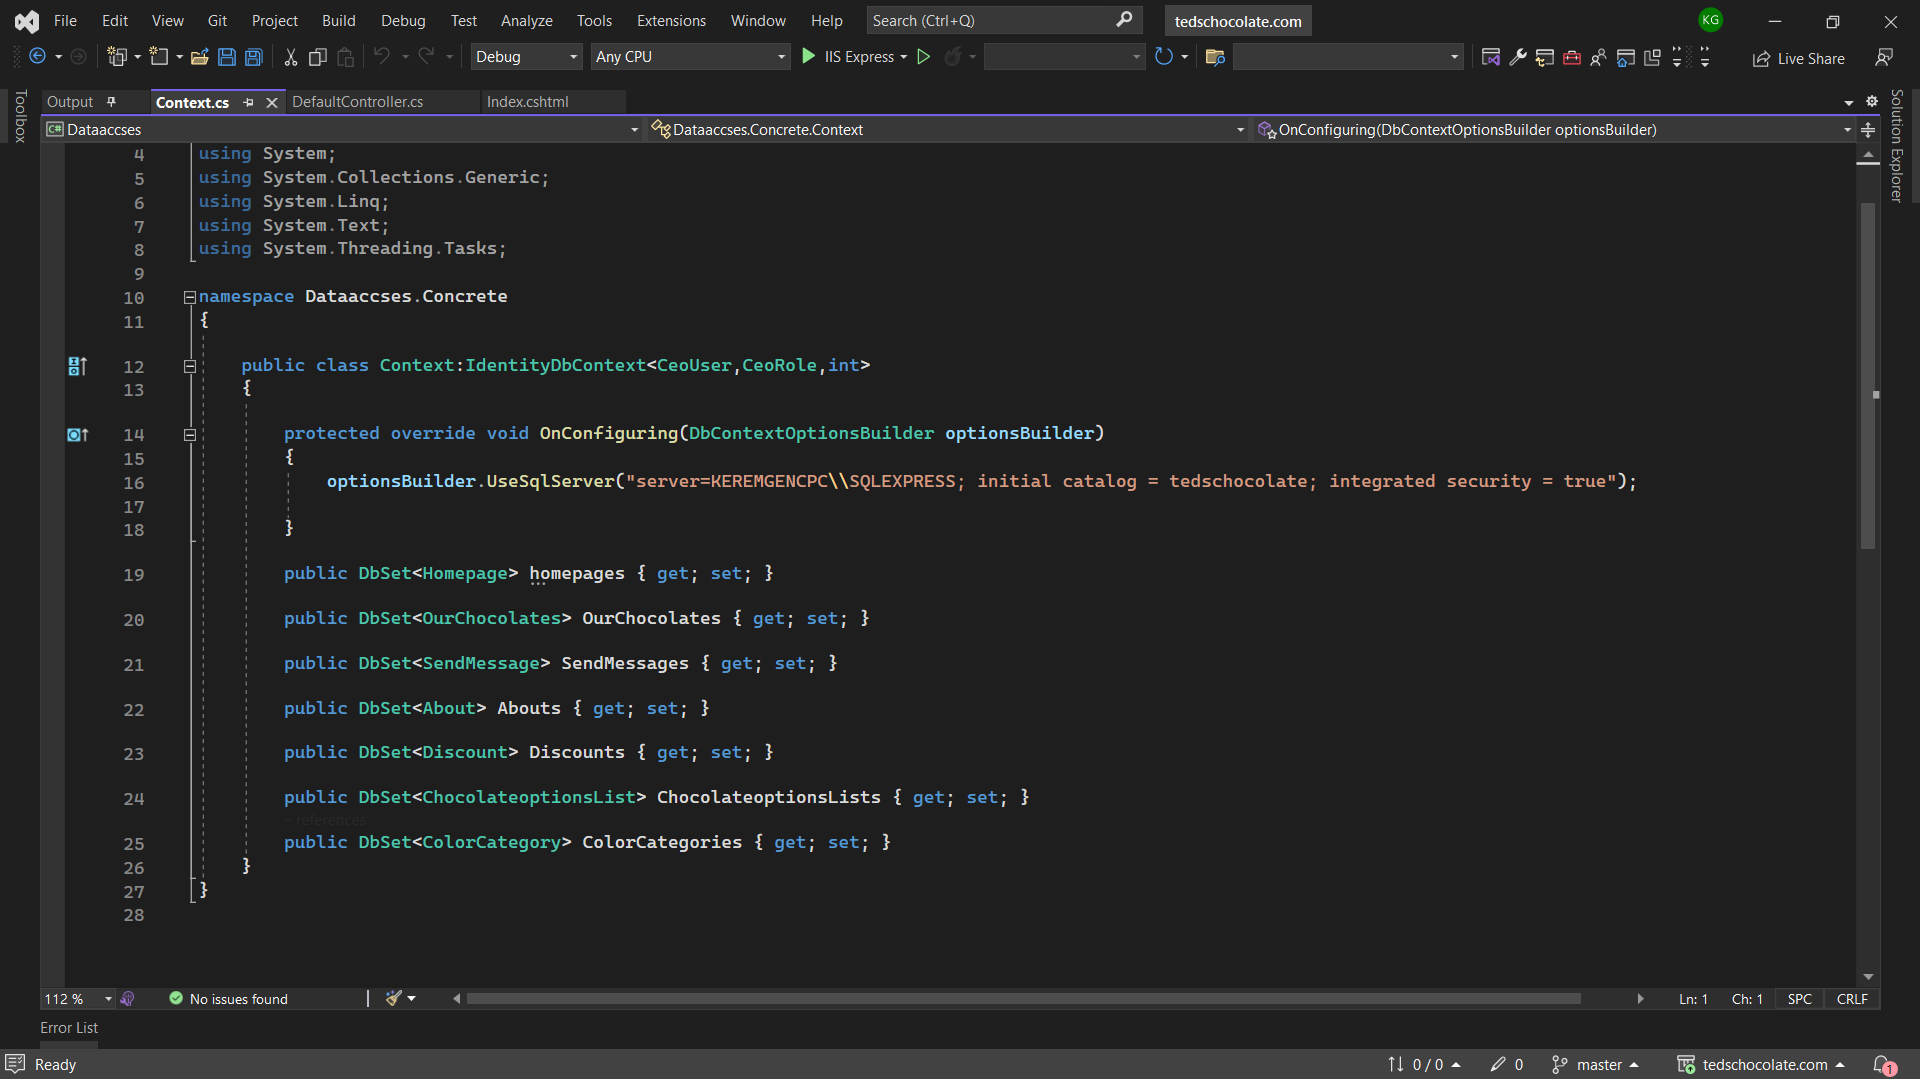 File Edit View Git Project Build Debug Test Analyze Tools Extensions Window Help Search (Ctrl+Q) tedschocolate.com KG
Debug Any CPU IIS Express Live Share
Output Context.cs DefaultController.cs Index.cshtml
Toolbox
Solution Explorer
C# Dataaccses Dataaccses.Concrete.Context OnConfiguring(DbContextOptionsBuilder optionsBuilder)
4 using System;
5 using System.Collections.Generic;
6 using System.Linq;
7 using System.Text;
8 using System.Threading.Tasks;
9
10 namespace Dataaccses.Concrete
11 {
12 public class Context:IdentityDbContext<CeoUser,CeoRole,int>
13 {
14 protected override void OnConfiguring(DbContextOptionsBuilder optionsBuilder)
15 {
16 optionsBuilder.UseSqlServer("server=KEREMGENCPC\\SQLEXPRESS; initial catalog = tedschocolate; integrated security = true");
17
18 }
19 public DbSet<Homepage> homepages { get; set; }
20 public DbSet<OurChocolates> OurChocolates { get; set; }
21 public DbSet<SendMessage> SendMessages { get; set; }
22 public DbSet<About> Abouts { get; set; }
23 public DbSet<Discount> Discounts { get; set; }
24 public DbSet<ChocolateoptionsList> ChocolateoptionsLists { get; set; }
– references
25 public DbSet<ColorCategory> ColorCategories { get; set; }
26 }
27 }
28
112 % No issues found Ln: 1 Ch: 1 SPC CRLF
Error List
Ready 0 / 0 0 master tedschocolate.com 1